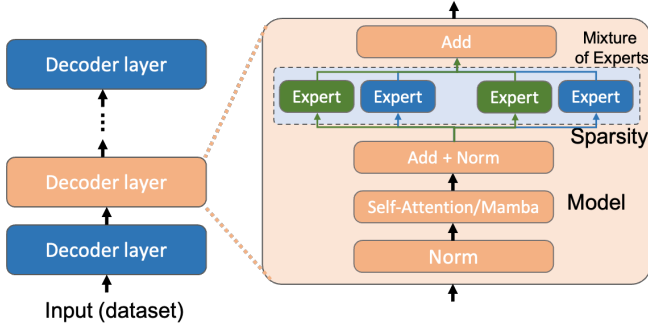 Decoder layer
Decoder layer
Decoder layer
Input (dataset)
Add
Mixture
of Experts
Expert
Expert
Expert
Expert
Sparsity
Add + Norm
Self-Attention/Mamba
Model
Norm